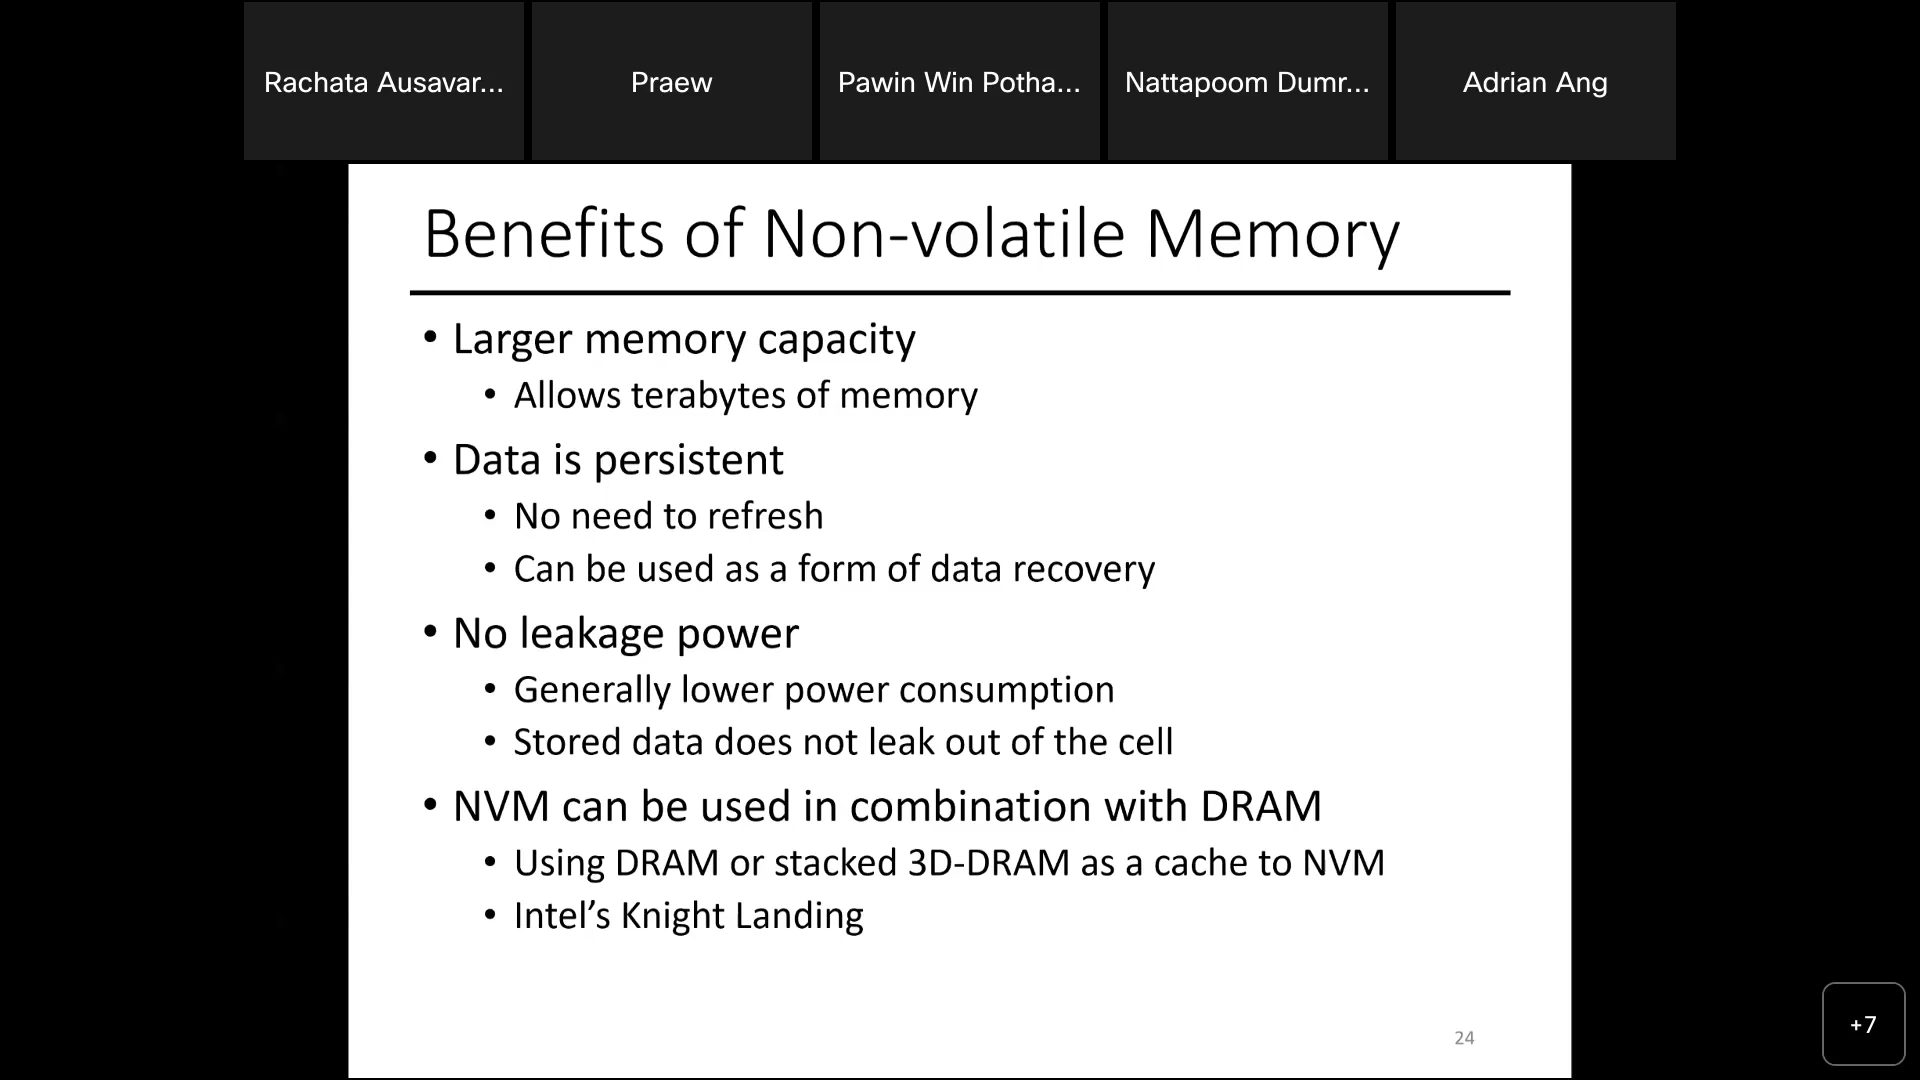 Rachata Ausavar...
Praew
Pawin Win Potha...
Nattapoom Dumr...
Adrian Ang
Benefits of Non-volatile Memory
• Larger memory capacity
• Allows terabytes of memory
• Data is persistent
• No need to refresh
• Can be used as a form of data recovery
• No leakage power
• Generally lower power consumption
• Stored data does not leak out of the cell
• NVM can be used in combination with DRAM
• Using DRAM or stacked 3D-DRAM as a cache to NVM
• Intel’s Knight Landing
24
+7